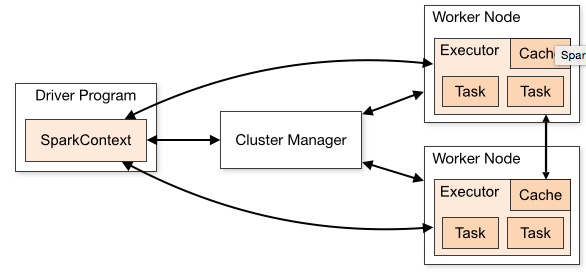 Worker Node
Executor
Cach
Spar
Task
Task
Driver Program
SparkContext
Cluster Manager
Worker Node
Executor
Cache
Task
Task